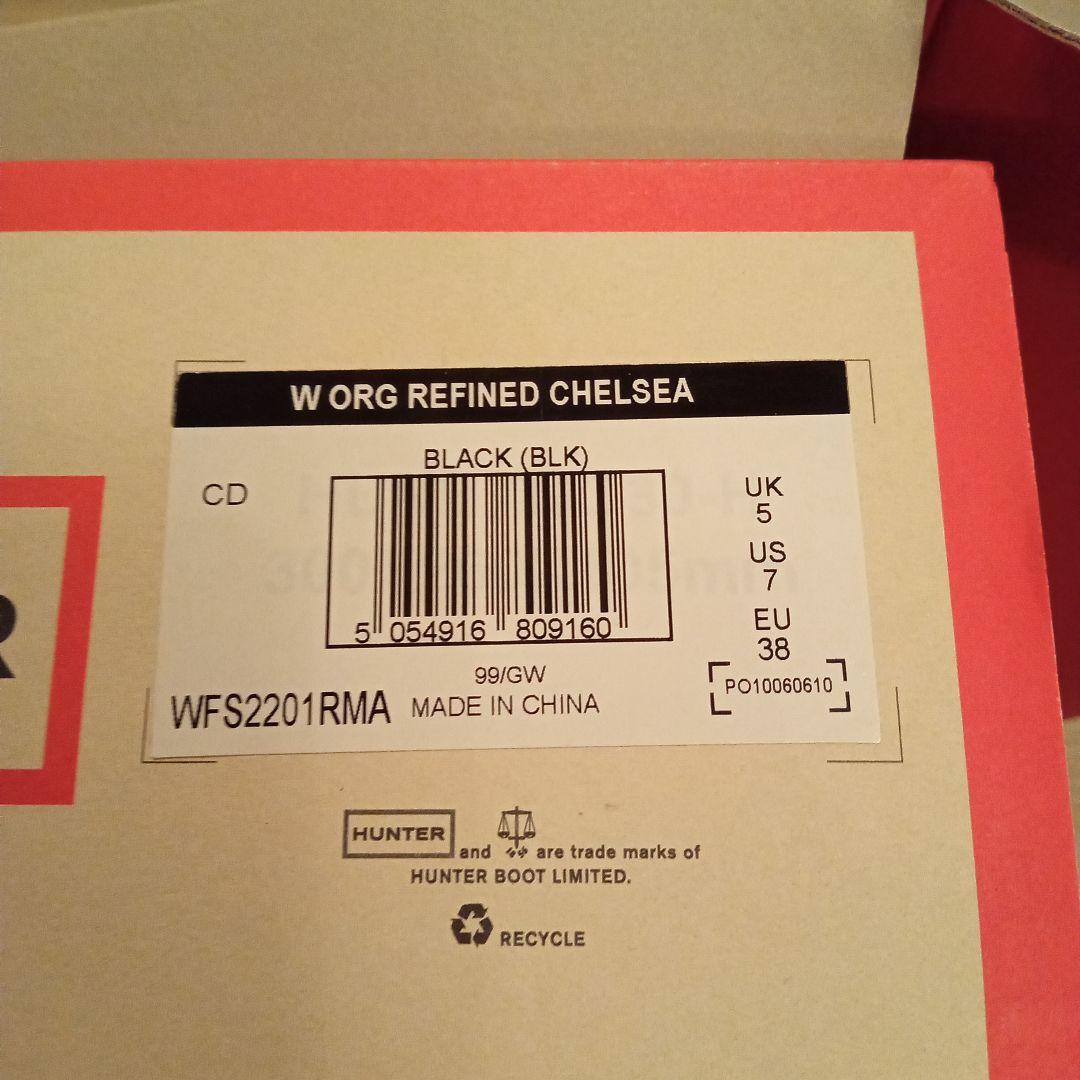 W ORG REFINED CHELSEA
BLACK (BLK)
CD
UK
5
US
7
EU
38
5 054916 809160
99/GW
WFS2201RMA MADE IN CHINA
PO10060610
R
HUNTER and are trade marks of
HUNTER BOOT LIMITED.
RECYCLE